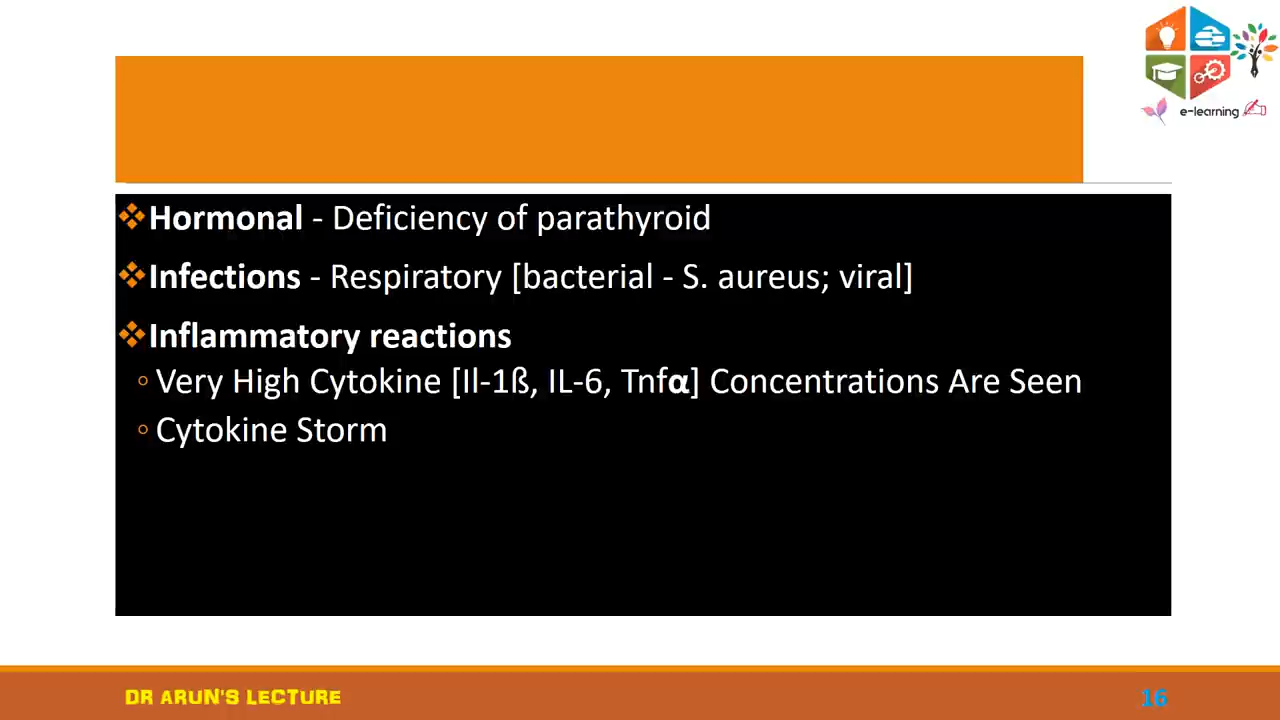 e-learning
❖Hormonal - Deficiency of parathyroid
❖Infections - Respiratory [bacterial - S. aureus; viral]
❖Inflammatory reactions
◦Very High Cytokine [Il-1ß, IL-6, Tnfα] Concentrations Are Seen
◦Cytokine Storm
DR ARUN'S LECTURE
16